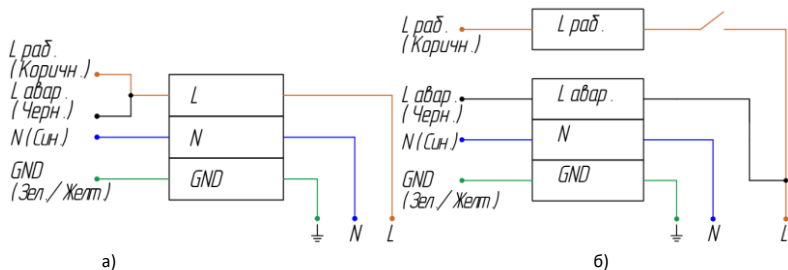 L раб.
(Коричн.)
L авар.
(Черн.)
N (Син.)
GND
(Зел./Желт.)
L
N
GND
N
L
а)
L раб.
(Коричн.)
L авар.
(Черн.)
N (Син.)
GND
(Зел./Желт.)
L раб.
L авар.
N
GND
N
L
б)